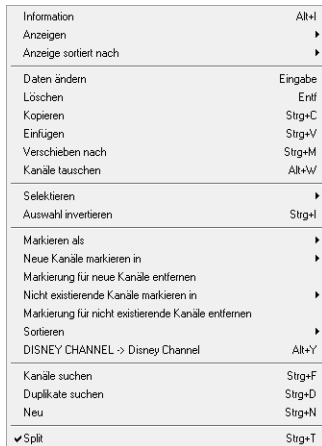 Information Alt+I
Anzeigen
Anzeige sortiert nach
Daten ändern Eingabe
Löschen Entf
Kopieren Strg+C
Einfügen Strg+V
Verschieben nach Strg+M
Kanäle tauschen Alt+W
Selektieren
Auswahl invertieren Strg+I
Markieren als
Neue Kanäle markieren in
Markierung für neue Kanäle entfernen
Nicht existierende Kanäle markieren in
Markierung für nicht existierende Kanäle entfernen
Sortieren
DISNEY CHANNEL -> Disney Channel Alt+Y
Kanäle suchen Strg+F
Duplikate suchen Strg+D
Neu Strg+N
Split Strg+T